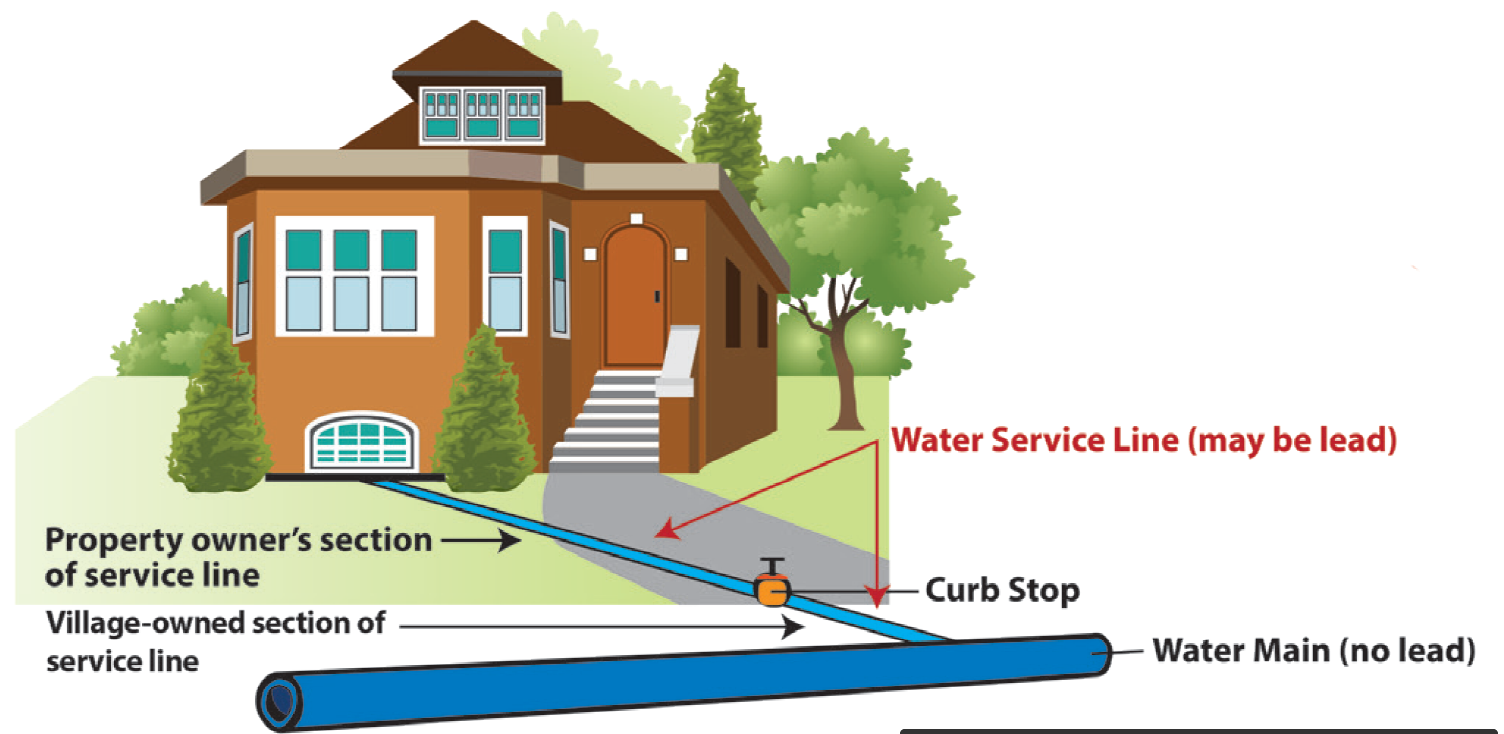 Water Service Line (may be lead)
Property owner's section
of service line
Curb Stop
Village-owned section of
service line
Water Main (no lead)